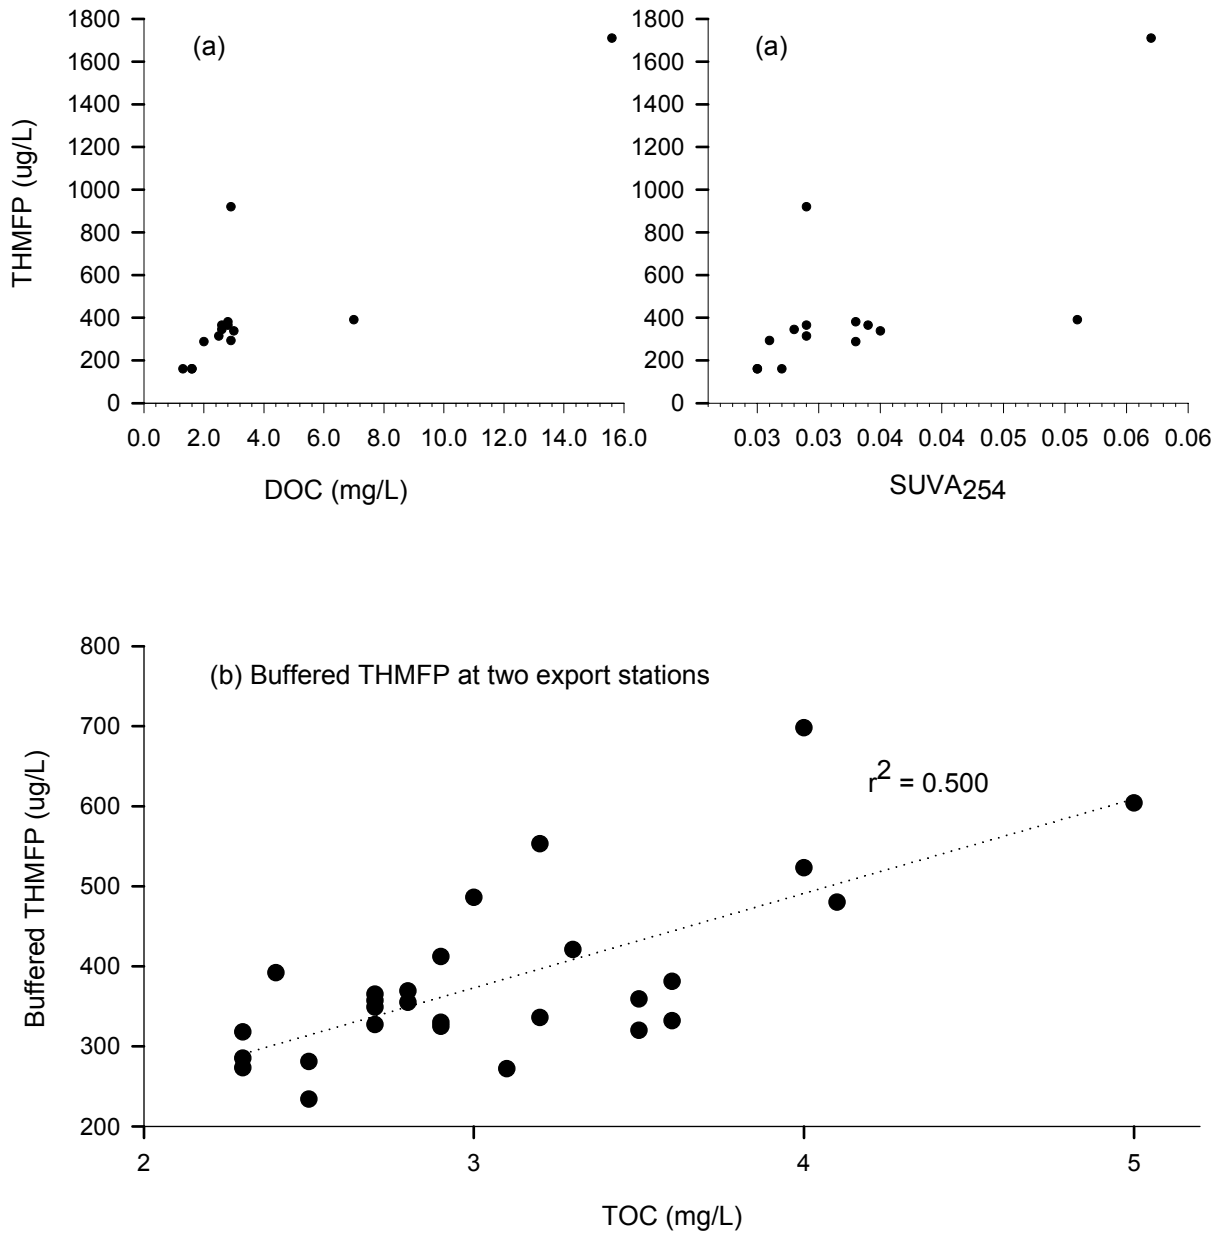 1800
1600
1400
1200
1000
800
600
400
200
0
THMFP (ug/L)
(a)
0.0 2.0 4.0 6.0 8.0 10.0 12.0 14.0 16.0
DOC (mg/L)
1800
1600
1400
1200
1000
800
600
400
200
0
(a)
0.03 0.03 0.04 0.04 0.05 0.05 0.06 0.06
SUVA254
800
700
600
500
400
300
200
Buffered THMFP (ug/L)
(b) Buffered THMFP at two export stations
r2 = 0.500
2 3 4 5
TOC (mg/L)